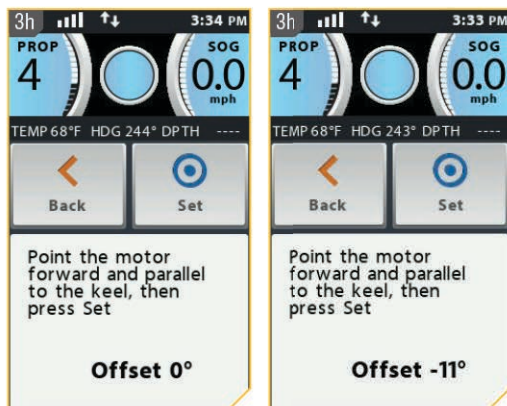 3h 3:34 PM
PROP SOG
4 0.0
mph
TEMP 68°F HDG 244° DPTH ----
Back Set
Point the motor
forward and parallel
to the keel, then
press Set
Offset 0°
3h 3:33 PM
PROP SOG
4 0.0
mph
TEMP 68°F HDG 243° DPTH ----
Back Set
Point the motor
forward and parallel
to the keel, then
press Set
Offset -11°